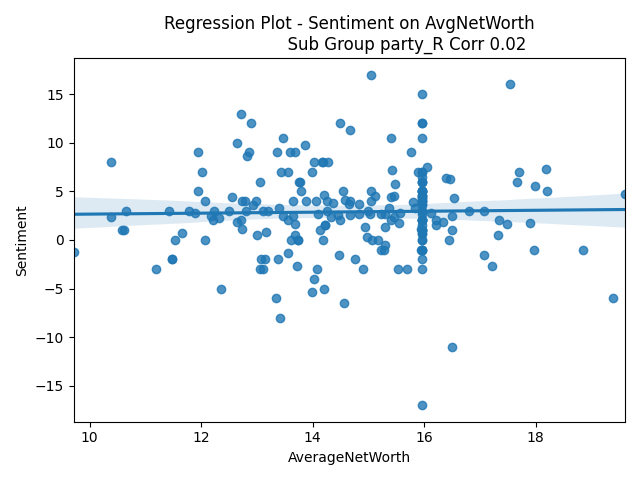 Regression Plot - Sentiment on AvgNetWorth
Sub Group party_R Corr 0.02
Sentiment
15
10
5
0
−5
−10
−15
10 12 14 16 18
AverageNetWorth